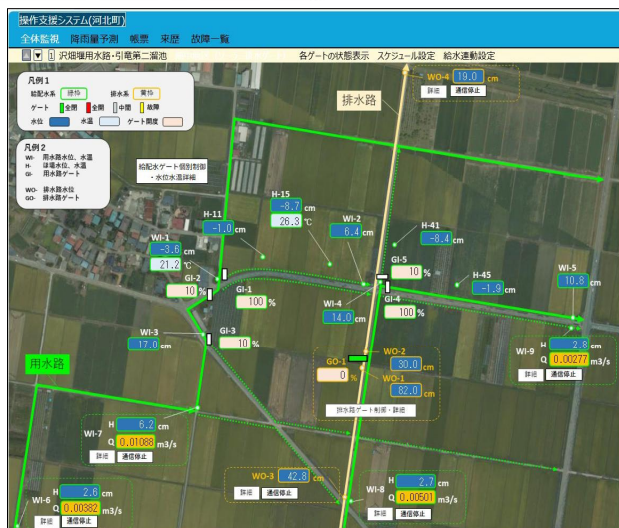 操作支援システム(河北町)
全体監視 降雨量予測 帳票 来歴 故障一覧
▲ ▼ 1 沢畑堰用水路・引竜第二溜池 各ゲートの状態表示 スケジュール設定 給水連動設定
凡例1
給配水系 緑枠 排水系 黄枠
ゲート 全閉 全開 中間 故障
水位 水温 ゲート開度
凡例2
WI- 用水路水位、水温
H- ほ場水位、水温
GI- 用水路ゲート
WO- 排水路水位
GO- 排水路ゲート
給配水ゲート個別制御
・水位水温詳細
WO-4 19.0 cm
詳細 通信停止
排水路
H-15
-8.7 cm
26.3 ℃
H-11
-1.0 cm
WI-2
6.4 cm
H-41
-8.4 cm
WI-1
-3.6 cm
21.2 ℃
GI-2
10 %
GI-1
100 %
GI-5
10 %
H-45
-1.9 cm
WI-5
10.8 cm
WI-4
14.0 cm
GI-4
100 %
WI-3
17.0 cm
GI-3
10 %
用水路
GO-1
0 %
WO-2
30.0 cm
WO-1
82.0 cm
排水路ゲート制御・詳細
WI-9
H 2.8 cm
Q 0.00277 m3/s
詳細 通信停止
WI-7
H 6.2 cm
Q 0.01088 m3/s
詳細 通信停止
WO-3 42.8 cm
詳細 通信停止
WI-8
H 2.7 cm
Q 0.00501 m3/s
詳細 通信停止
WI-6
H 2.6 cm
Q 0.00382 m3/s
詳細 通信停止